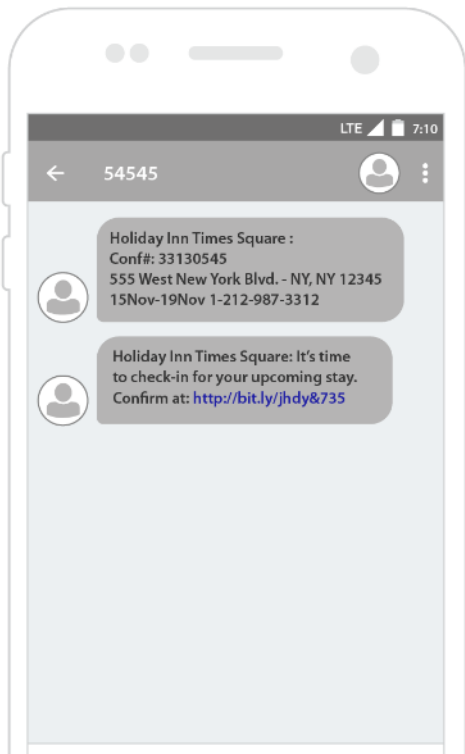 LTE 7:10
54545
Holiday Inn Times Square :
Conf#: 33130545
555 West New York Blvd. - NY, NY 12345
15Nov-19Nov 1-212-987-3312
Holiday Inn Times Square: It's time
to check-in for your upcoming stay.
Confirm at: http://bit.ly/jhdy&735